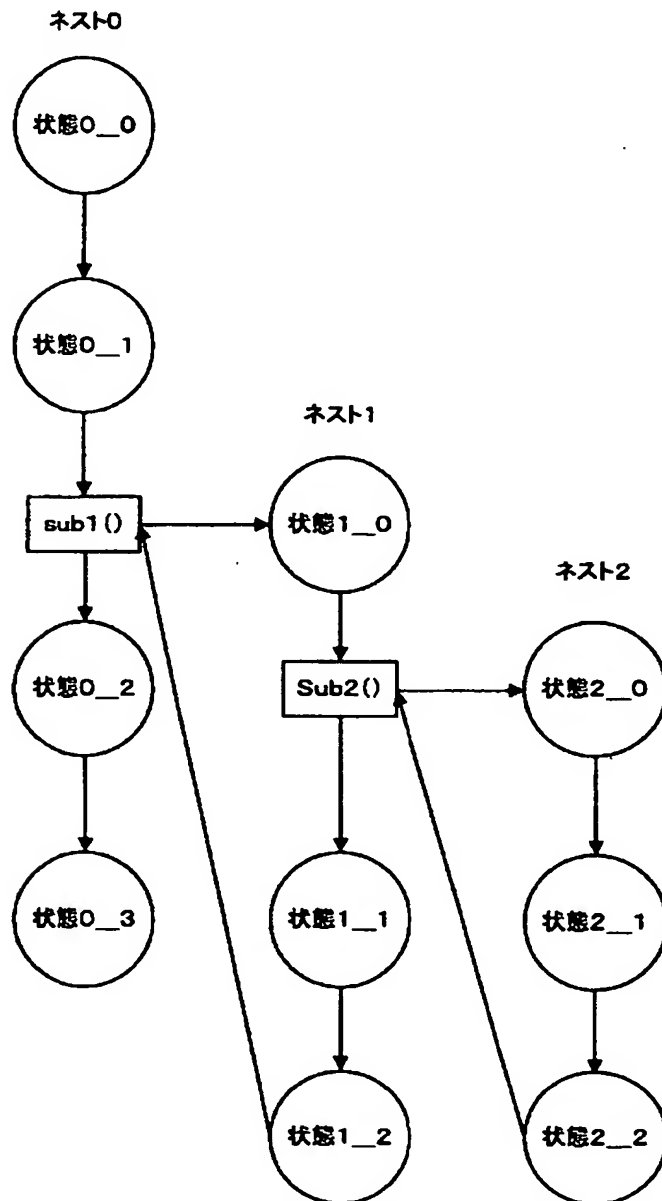 ネスト0
状態0__0
状態0__1
ネスト1
sub1()
状態1__0
ネスト2
状態0__2
Sub2()
状態2__0
状態0__3
状態1__1
状態2__1
状態1__2
状態2__2